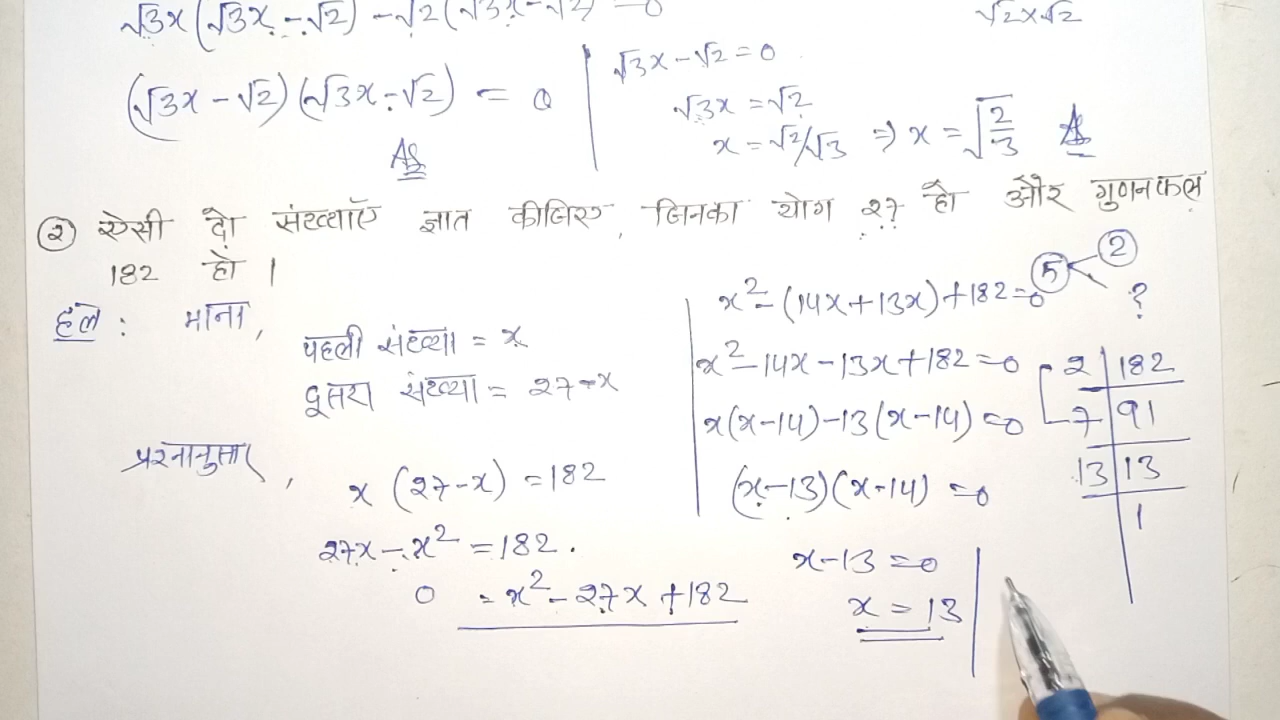 √3x(√3x-√2)-√2(√3x-√2) = 0
√2×√2
(√3x-√2)(√3x-√2) = 0
√3x-√2=0
√3x=√2
x=√2/√3 ⇒ x=√(2/3)
② ऐसी दो संख्याएँ ज्ञात कीजिए, जिनका योग 27 हो और गुणनफल
182 हो ।
हल : माना,
पहली संख्या = x
दूसरा संख्या = 27-x
प्रश्नानुसार,
x(27-x)=182
27x-x²=182.
0 = x²-27x+182
x²-(14x+13x)+182=0
x²-14x-13x+182=0
x(x-14)-13(x-14)=0
(x-13)(x-14)=0
x-13=0
x=13
5 2
?
2 | 182
7 | 91
13 | 13
1